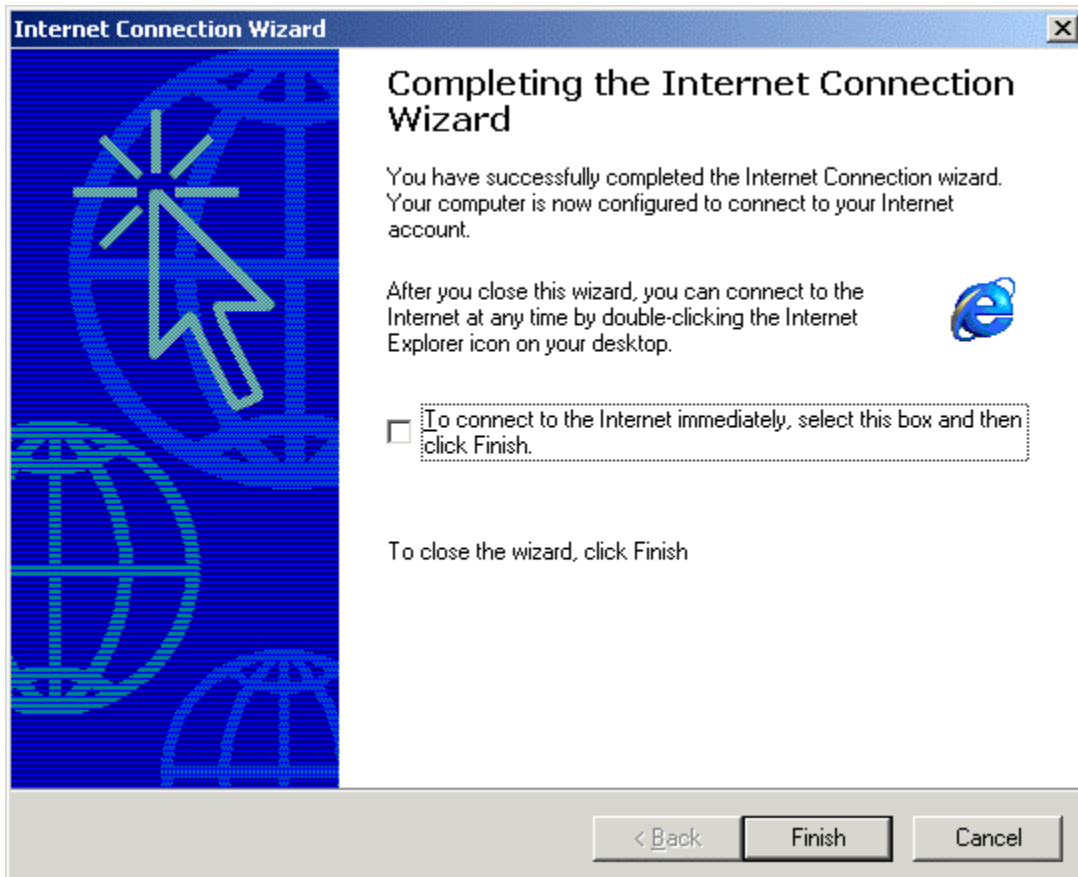 Internet Connection Wizard
Completing the Internet Connection
Wizard
You have successfully completed the Internet Connection wizard.
Your computer is now configured to connect to your Internet
account.
After you close this wizard, you can connect to the
Internet at any time by double-clicking the Internet
Explorer icon on your desktop.
To connect to the Internet immediately, select this box and then
click Finish.
To close the wizard, click Finish
< Back
Finish
Cancel